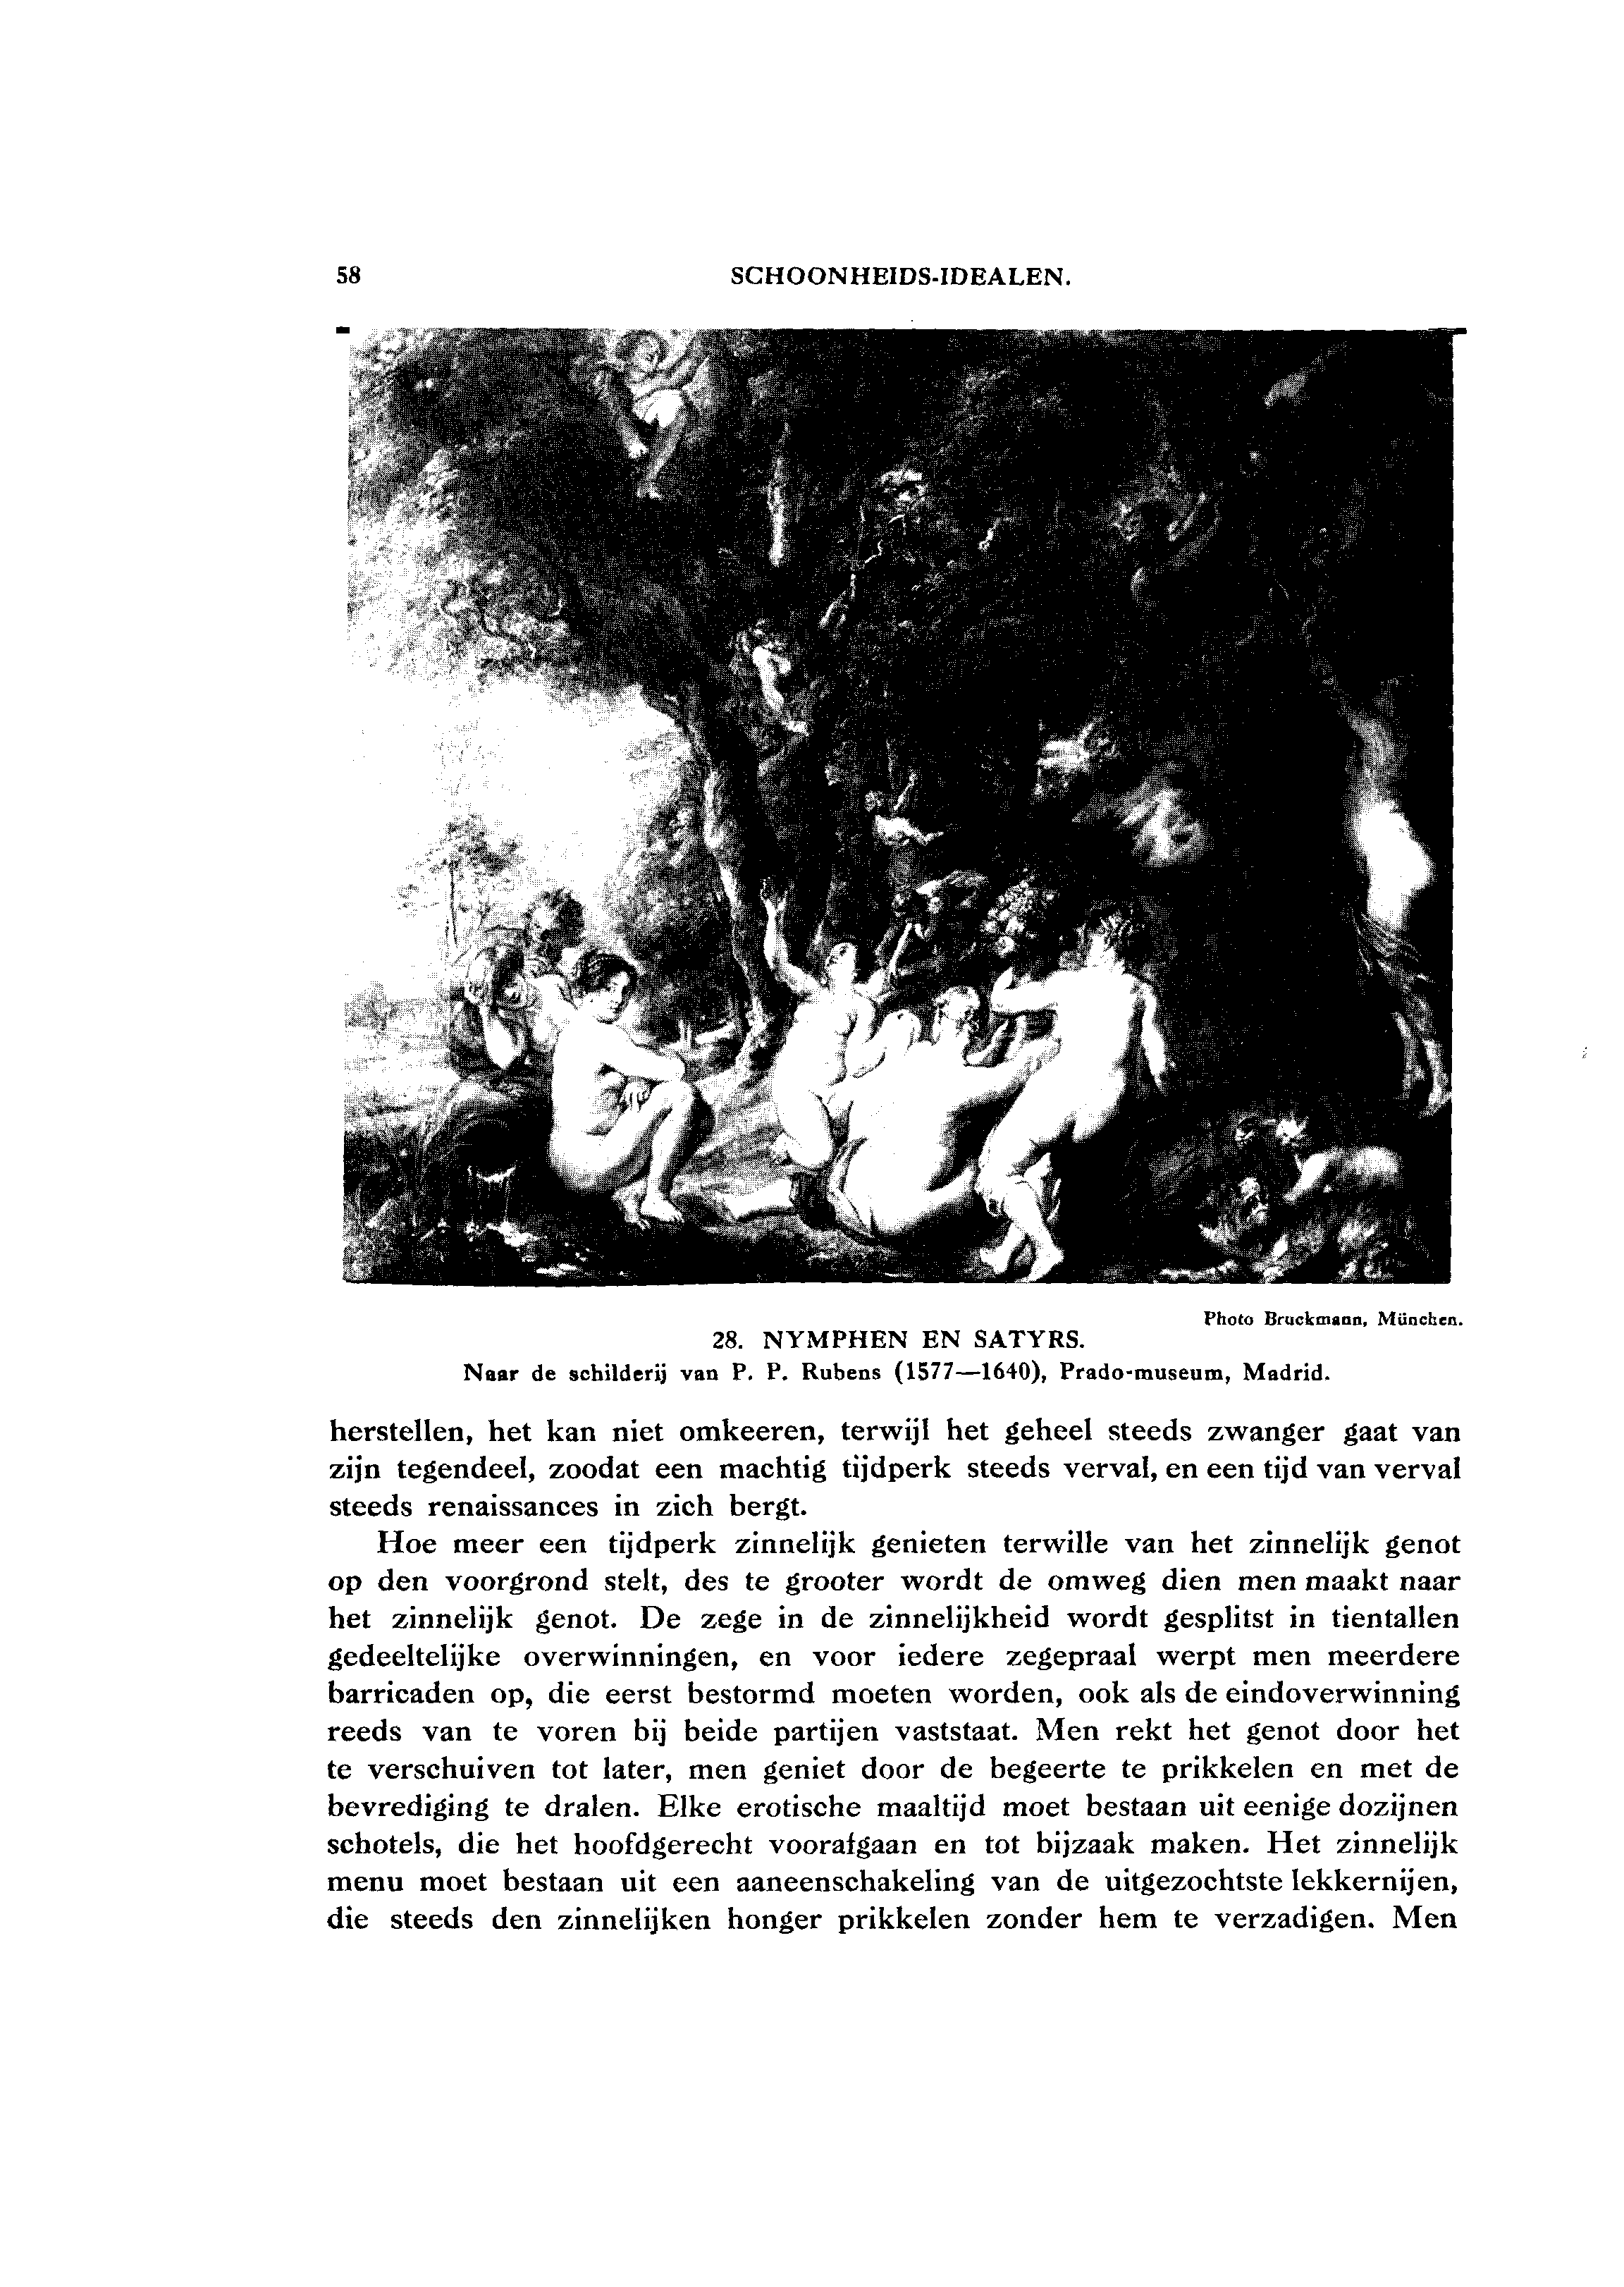 58
SCHOONHEIDS-IDEALEN.
Photo Bruckmann, München.
28. NYMPHEN EN SATYRS.
Naar de schilderij van P. P. Rubens (1577—1640), Prado-museum, Madrid.
herstellen, het kan niet omkeeren, terwijl het geheel steeds zwanger gaat van
zijn tegendeel, zoodat een machtig tijdperk steeds verval, en een tijd van verval
steeds renaissances in zich bergt.
Hoe meer een tijdperk zinnelijk genieten terwille van het zinnelijk genot
op den voorgrond stelt, des te grooter wordt de omweg dien men maakt naar
het zinnelijk genot. De zege in de zinnelijkheid wordt gesplitst in tientallen
gedeeltelijke overwinningen, en voor iedere zegepraal werpt men meerdere
barricaden op, die eerst bestormd moeten worden, ook als de eindoverwinning
reeds van te voren bij beide partijen vaststaat. Men rekt het genot door het
te verschuiven tot later, men geniet door de begeerte te prikkelen en met de
bevrediging te dralen. Elke erotische maaltijd moet bestaan uit eenige dozijnen
schotels, die het hoofdgerecht voorafgaan en tot bijzaak maken. Het zinnelijk
menu moet bestaan uit een aaneenschakeling van de uitgezochtste lekkernijen,
die steeds den zinnelijken honger prikkelen zonder hem te verzadigen. Men